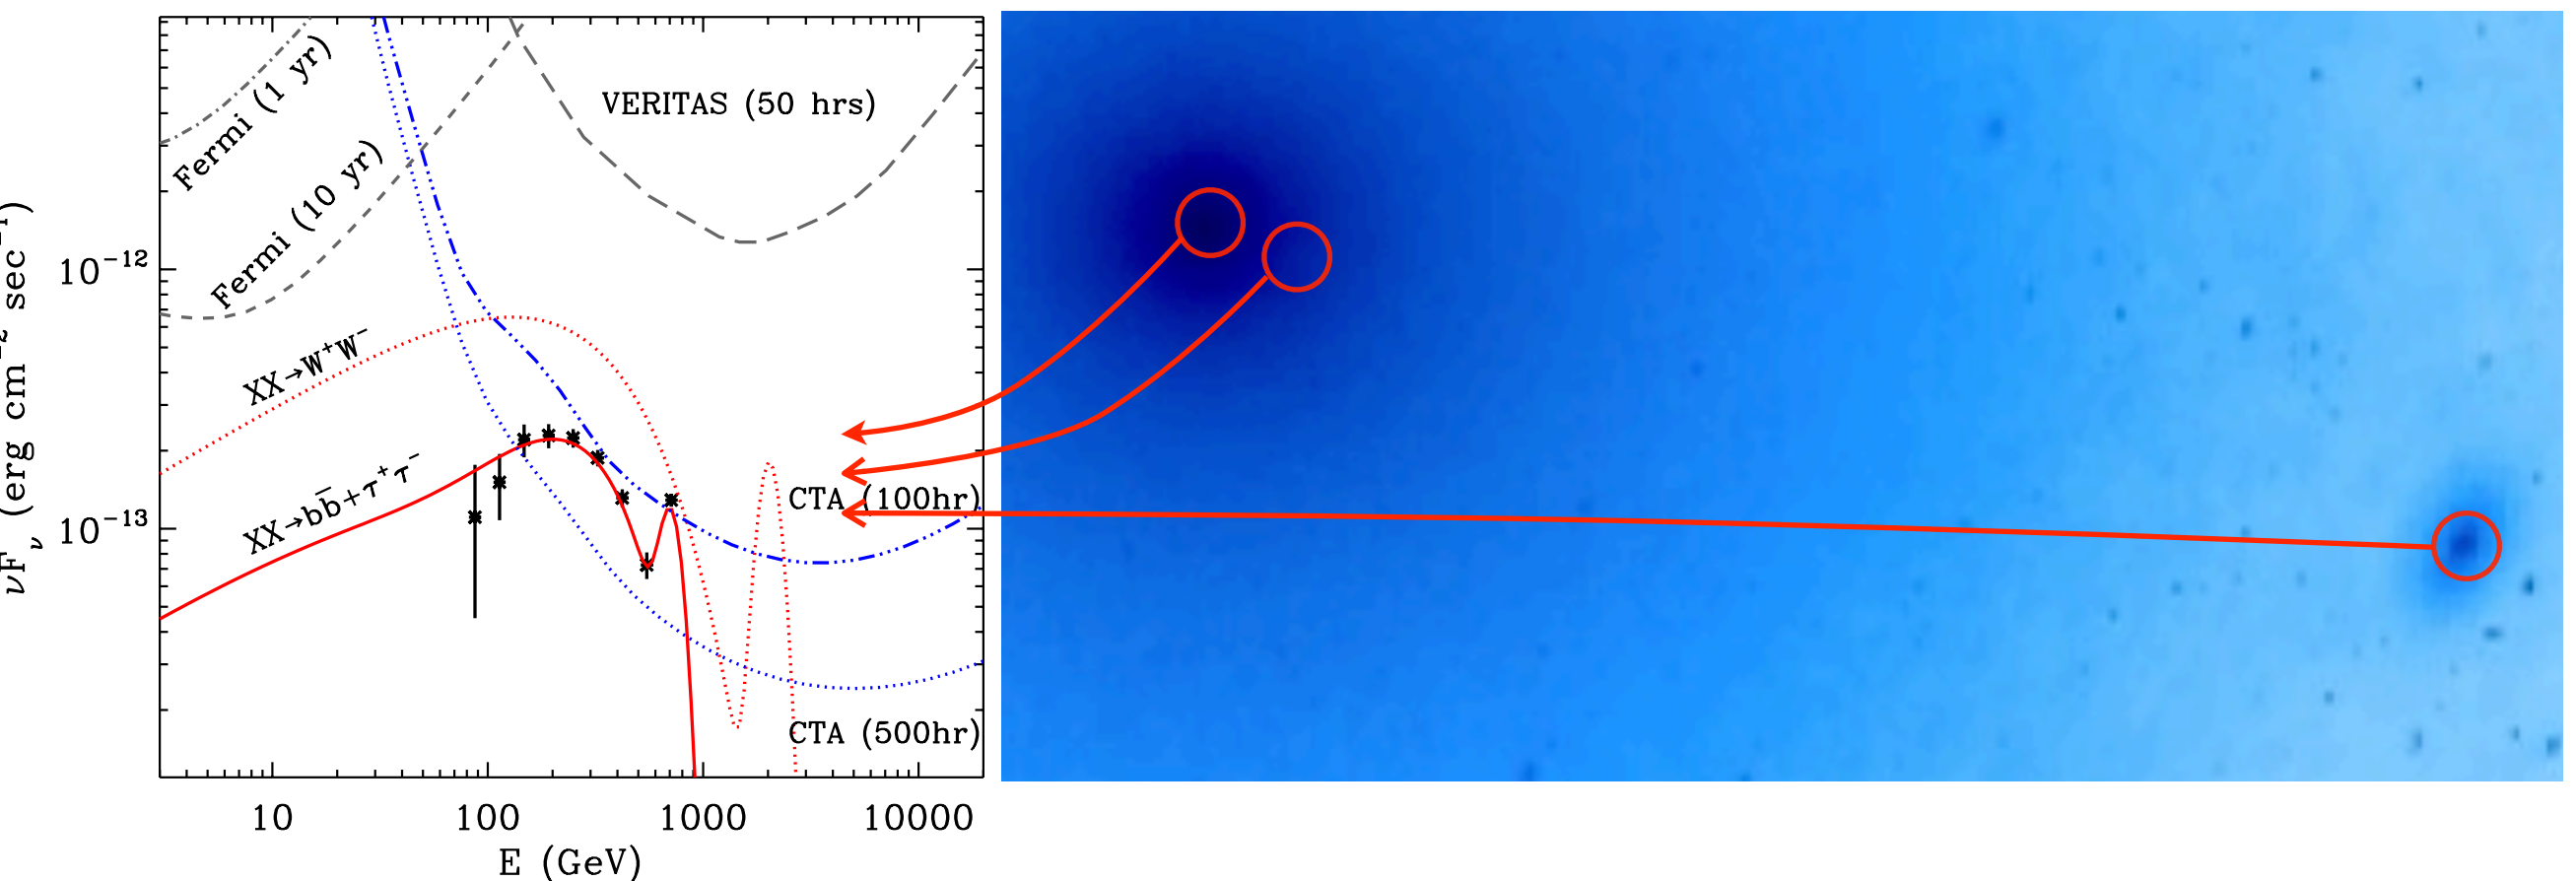 νFν (erg cm⁻² sec⁻¹)
10⁻¹²
10⁻¹³
Fermi (1 yr)
Fermi (10 yr)
VERITAS (50 hrs)
XX→W⁺W⁻
XX→bb̄+τ⁺τ⁻
CTA (100hr)
CTA (500hr)
10
100
1000
10000
E (GeV)